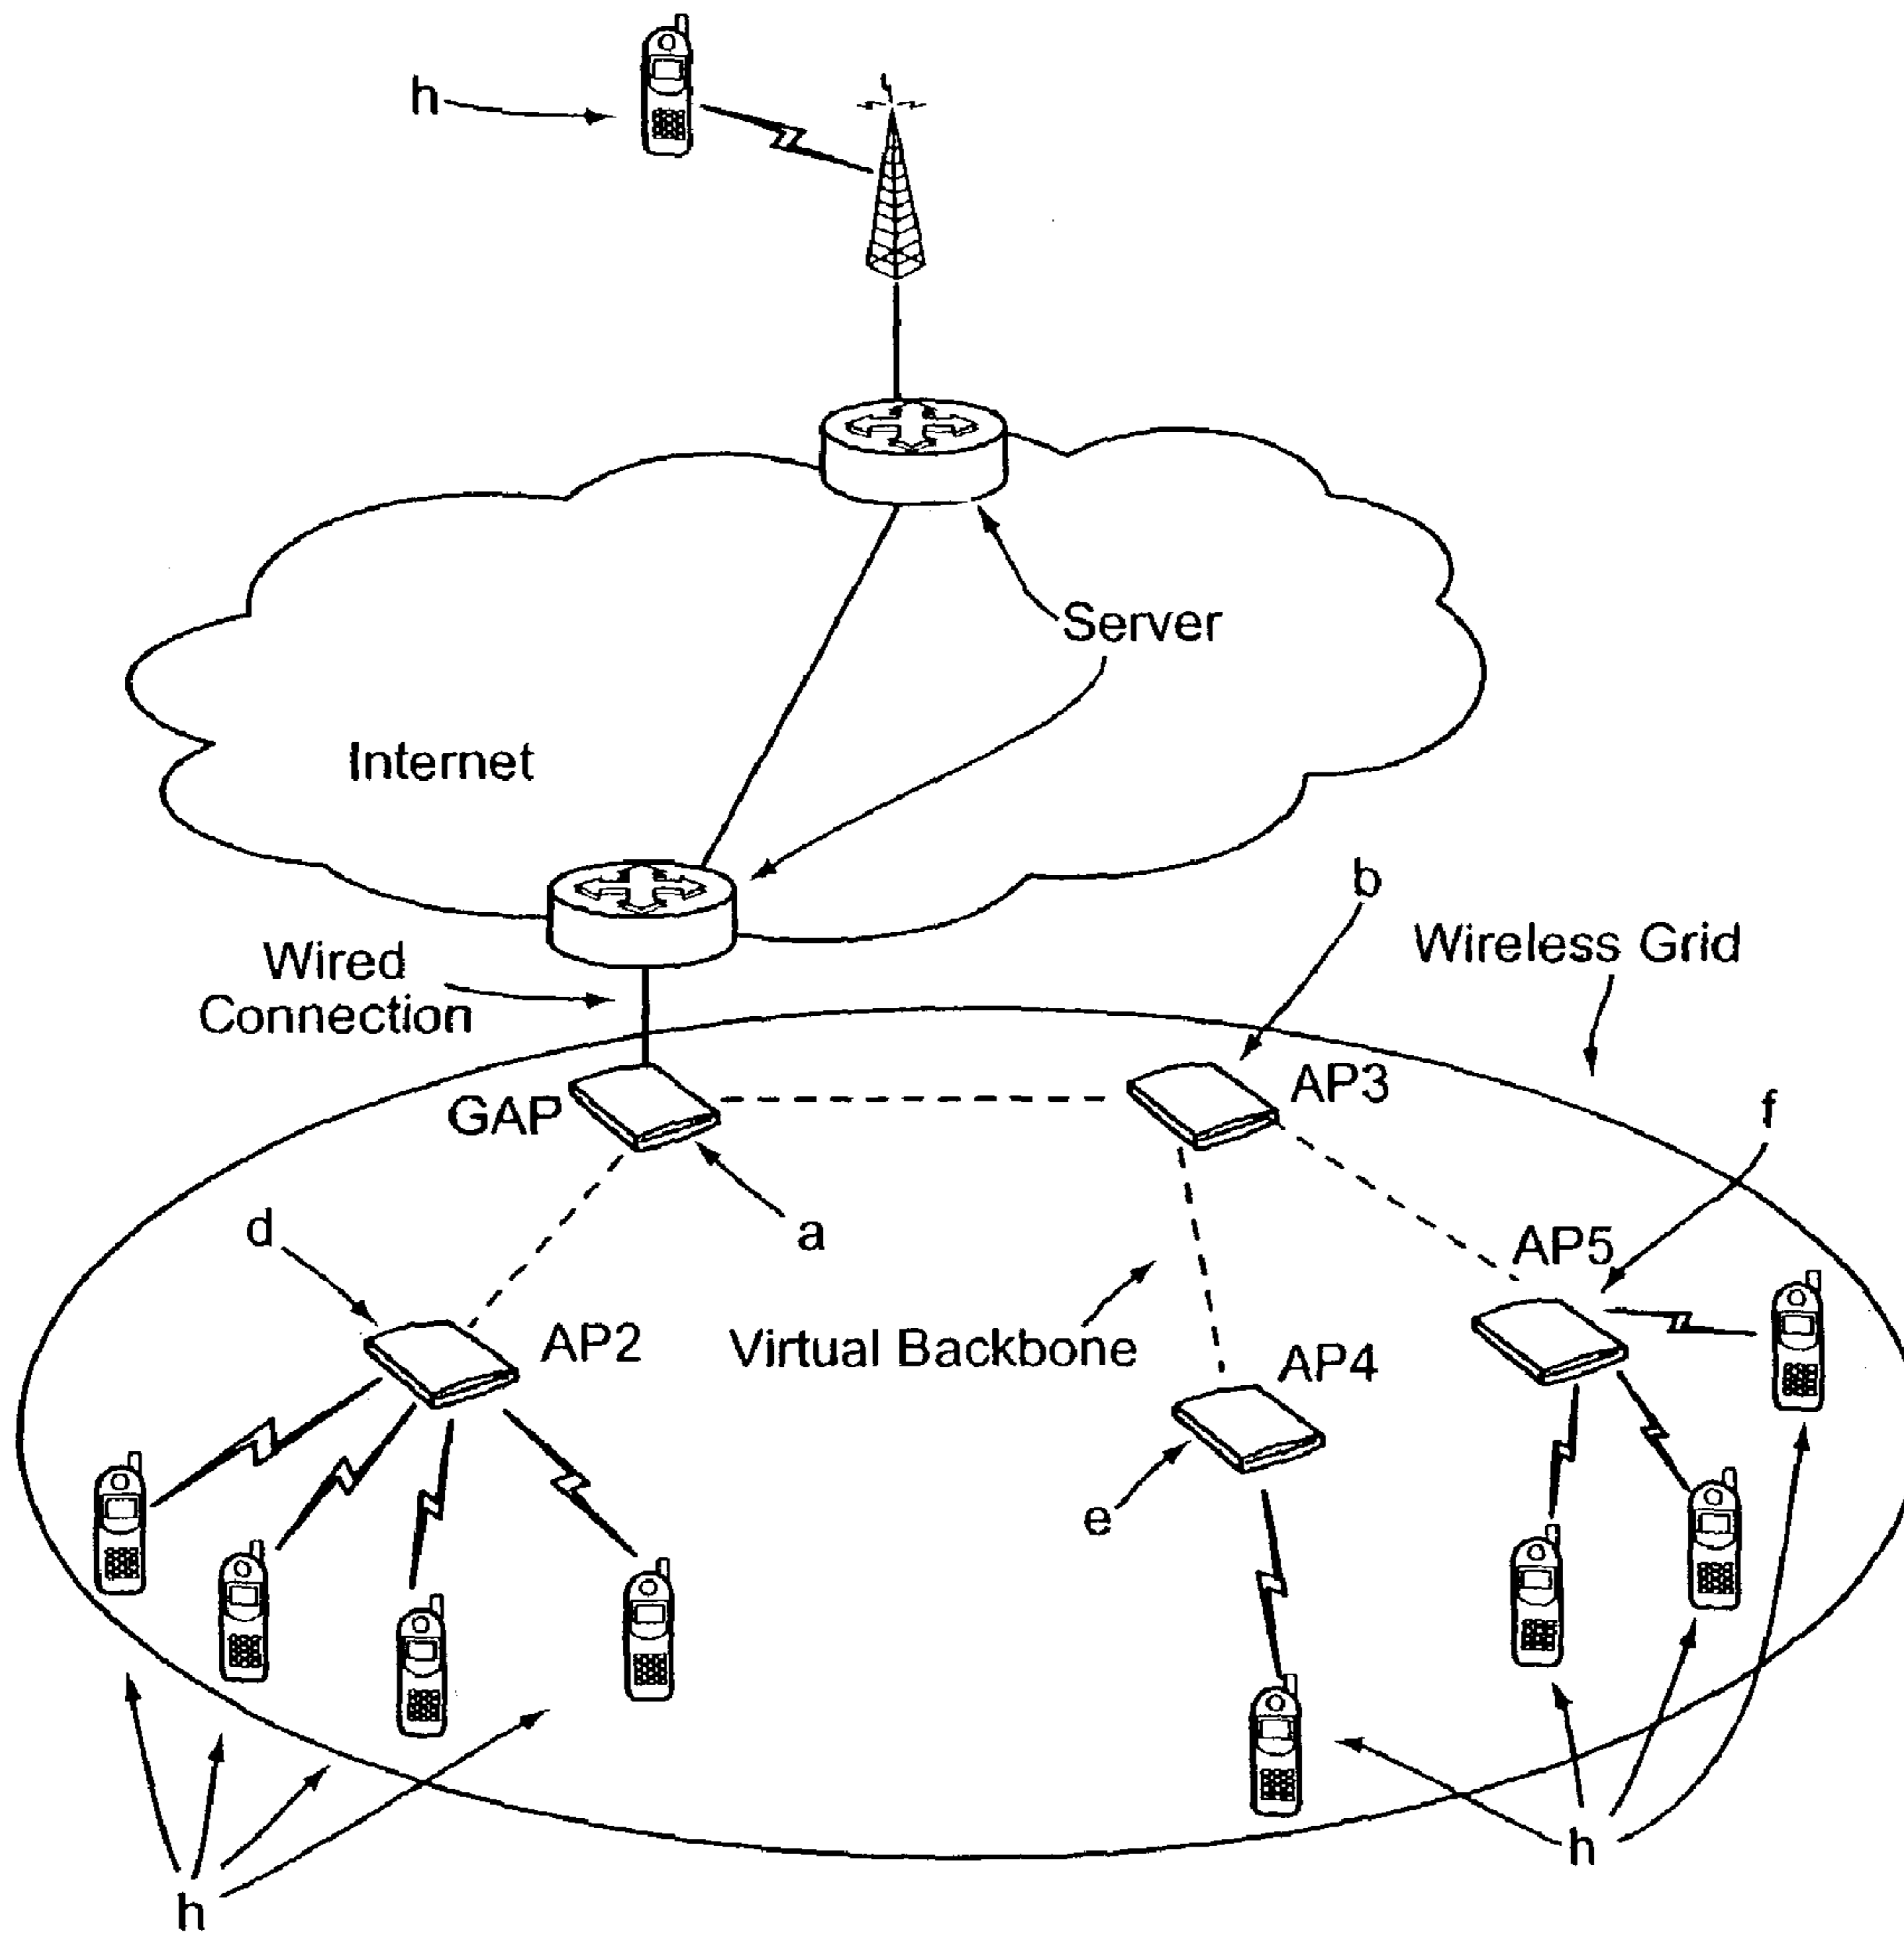 h
Server
Internet
b
Wireless Grid
Wired
Connection
AP3
GAP
f
d
a
AP5
AP2
Virtual Backbone
AP4
e
h
h